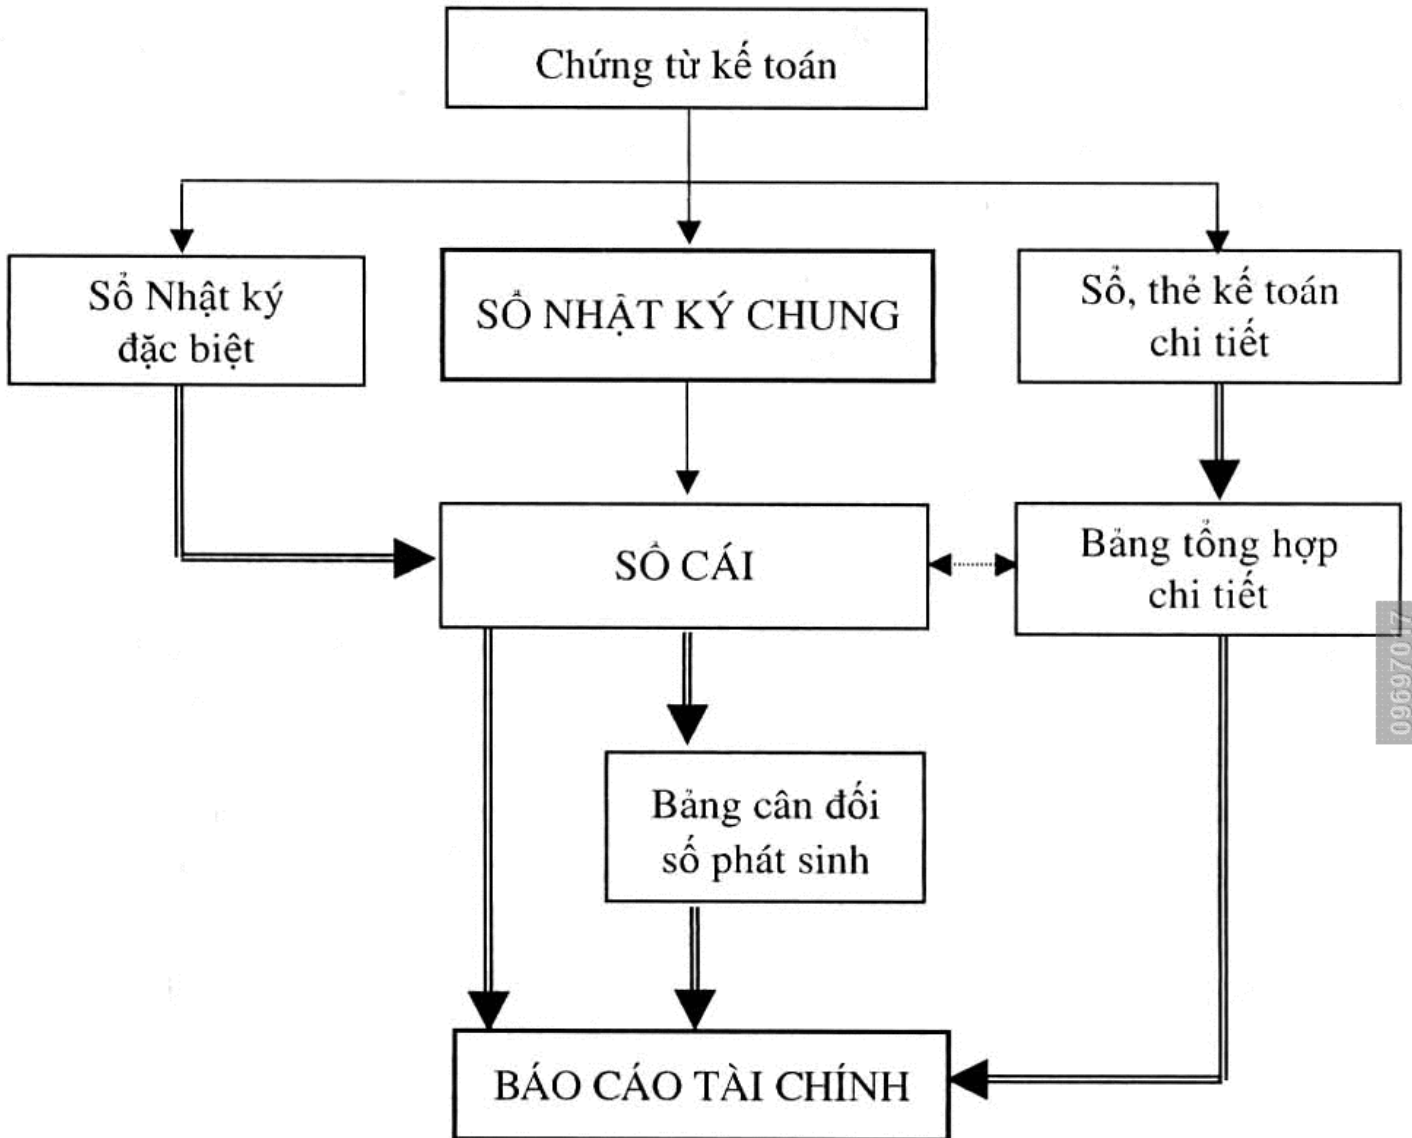 Chứng từ kế toán
Sổ Nhật ký
đặc biệt
SỔ NHẬT KÝ CHUNG
Sổ, thẻ kế toán
chi tiết
SỔ CÁI
Bảng tổng hợp
chi tiết
09697017
Bảng cân đối
số phát sinh
BÁO CÁO TÀI CHÍNH